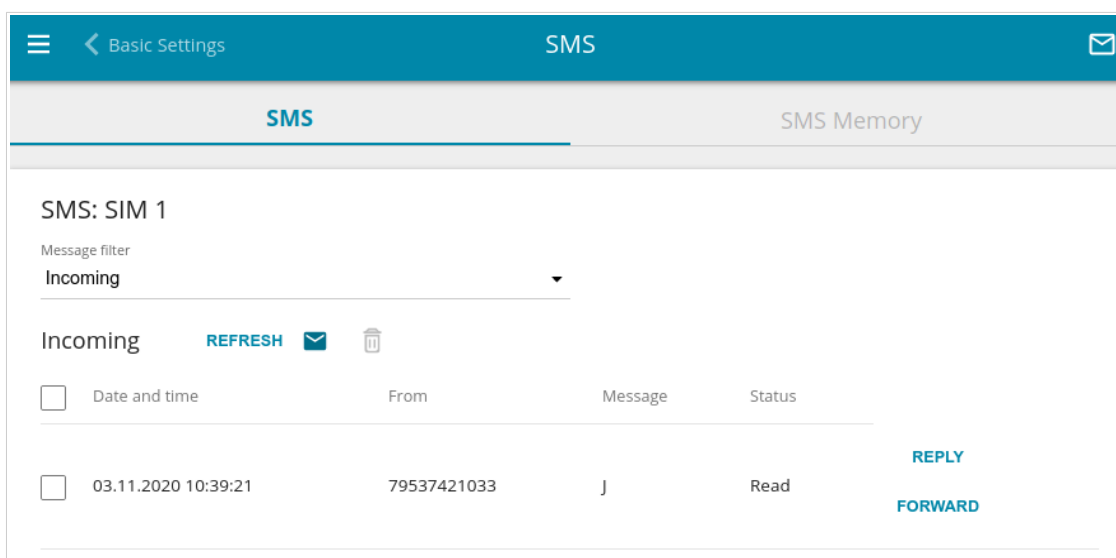 Basic Settings SMS
SMS SMS Memory
SMS: SIM 1
Message filter
Incoming
Incoming REFRESH
Date and time From Message Status
REPLY
03.11.2020 10:39:21 79537421033 J Read
FORWARD